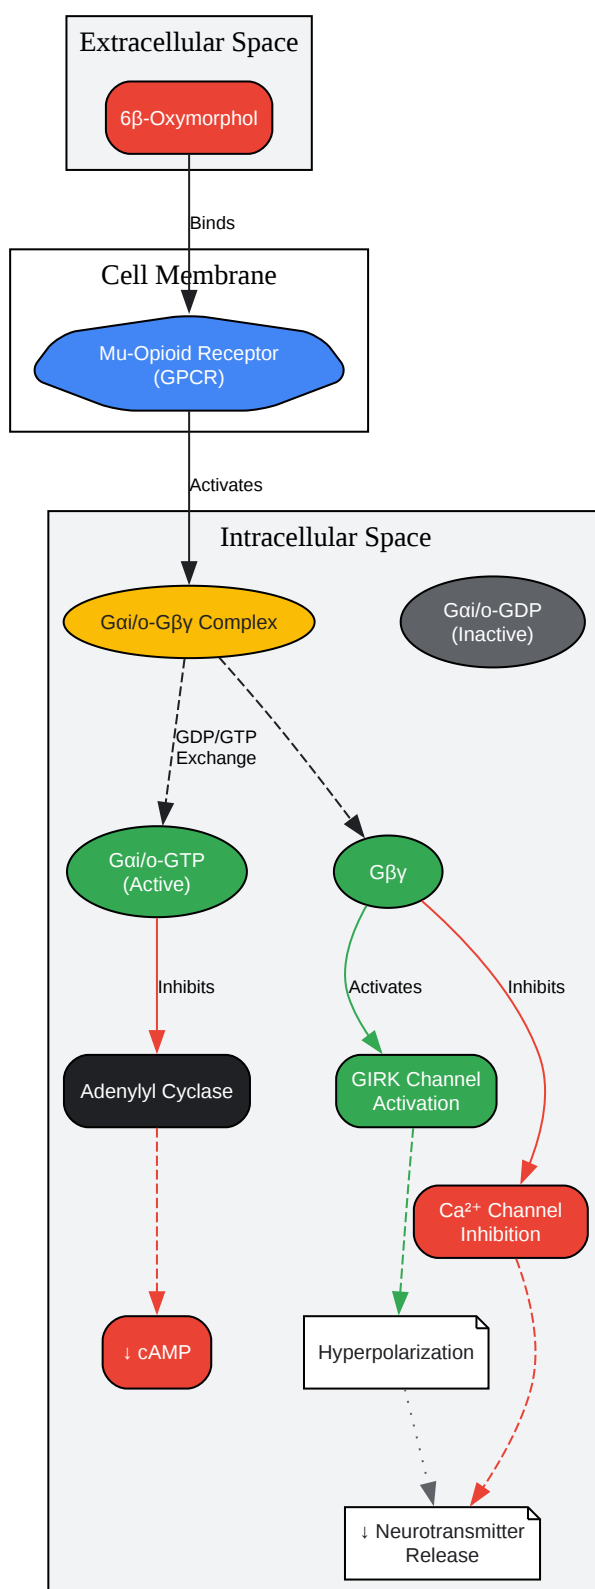 Extracellular Space
6β-Oxymorphol
Binds
Cell Membrane
Mu-Opioid Receptor
(GPCR)
Activates
Intracellular Space
Gαi/o-Gβγ Complex
Gαi/o-GDP
(Inactive)
GDP/GTP
Exchange
Gαi/o-GTP
(Active)
Gβγ
Inhibits
Activates
Inhibits
Adenylyl Cyclase
GIRK Channel
Activation
Ca²⁺ Channel
Inhibition
↓ cAMP
Hyperpolarization
↓ Neurotransmitter
Release